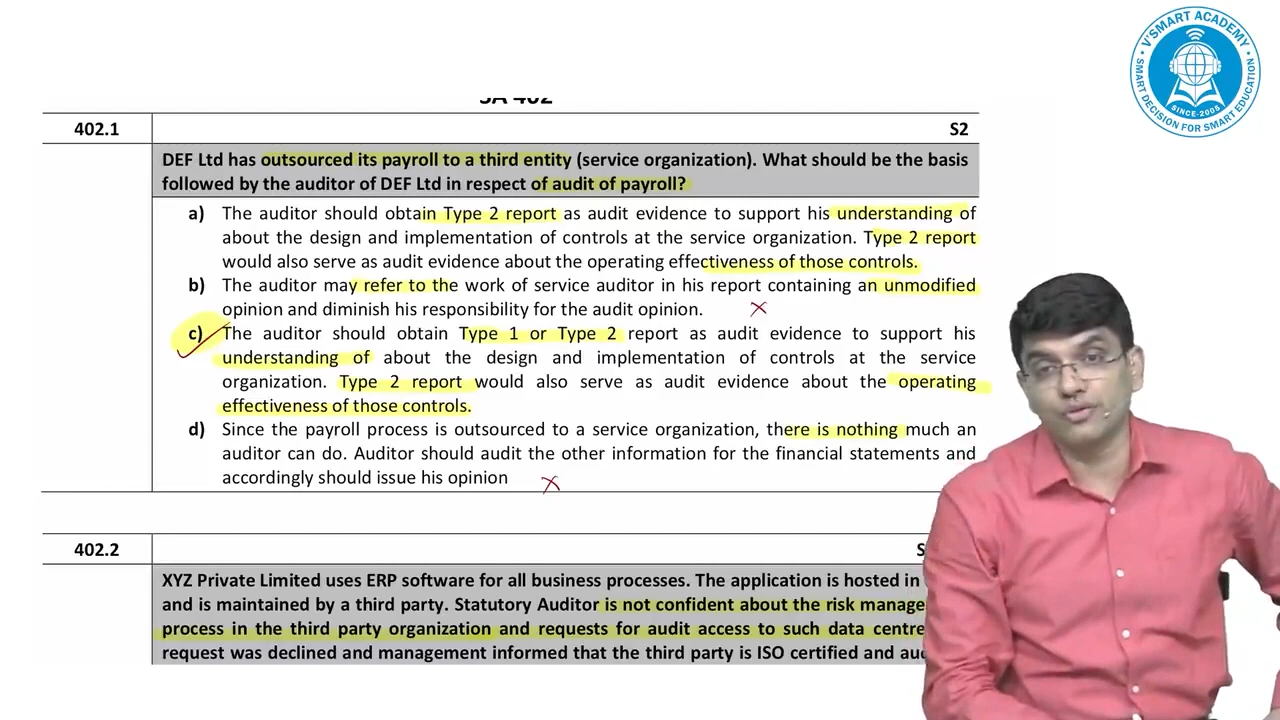 V'SMART ACADEMY
SMART DECISION FOR SMART EDUCATION
SINCE-2005
SA 402
402.1 S2
DEF Ltd has outsourced its payroll to a third entity (service organization). What should be the basis
followed by the auditor of DEF Ltd in respect of audit of payroll?
a) The auditor should obtain Type 2 report as audit evidence to support his understanding of
about the design and implementation of controls at the service organization. Type 2 report
would also serve as audit evidence about the operating effectiveness of those controls.
b) The auditor may refer to the work of service auditor in his report containing an unmodified
opinion and diminish his responsibility for the audit opinion.
c) The auditor should obtain Type 1 or Type 2 report as audit evidence to support his
understanding of about the design and implementation of controls at the service
organization. Type 2 report would also serve as audit evidence about the operating
effectiveness of those controls.
d) Since the payroll process is outsourced to a service organization, there is nothing much an
auditor can do. Auditor should audit the other information for the financial statements and
accordingly should issue his opinion
402.2
XYZ Private Limited uses ERP software for all business processes. The application is hosted in
and is maintained by a third party. Statutory Auditor is not confident about the risk
process in the third party organization and requests for audit access to such data centre
request was declined and management informed that the third party is ISO certified and